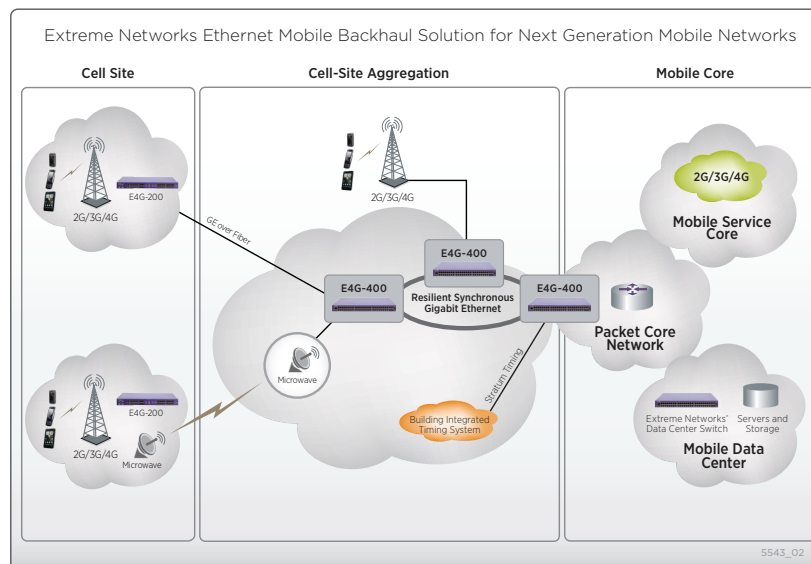 Extreme Networks Ethernet Mobile Backhaul Solution for Next Generation Mobile Networks
Cell Site
2G/3G/4G
E4G-200
GE over Fiber
E4G-200
2G/3G/4G
Microwave
Cell-Site Aggregation
2G/3G/4G
E4G-400
E4G-400
Resilient Synchronous
Gigabit Ethernet
E4G-400
Microwave
Stratum Timing
Building Integrated
Timing System
Mobile Core
2G/3G/4G
Mobile Service
Core
Packet Core
Network
Extreme Networks'
Data Center Switch
Servers and
Storage
Mobile Data
Center
5543_02